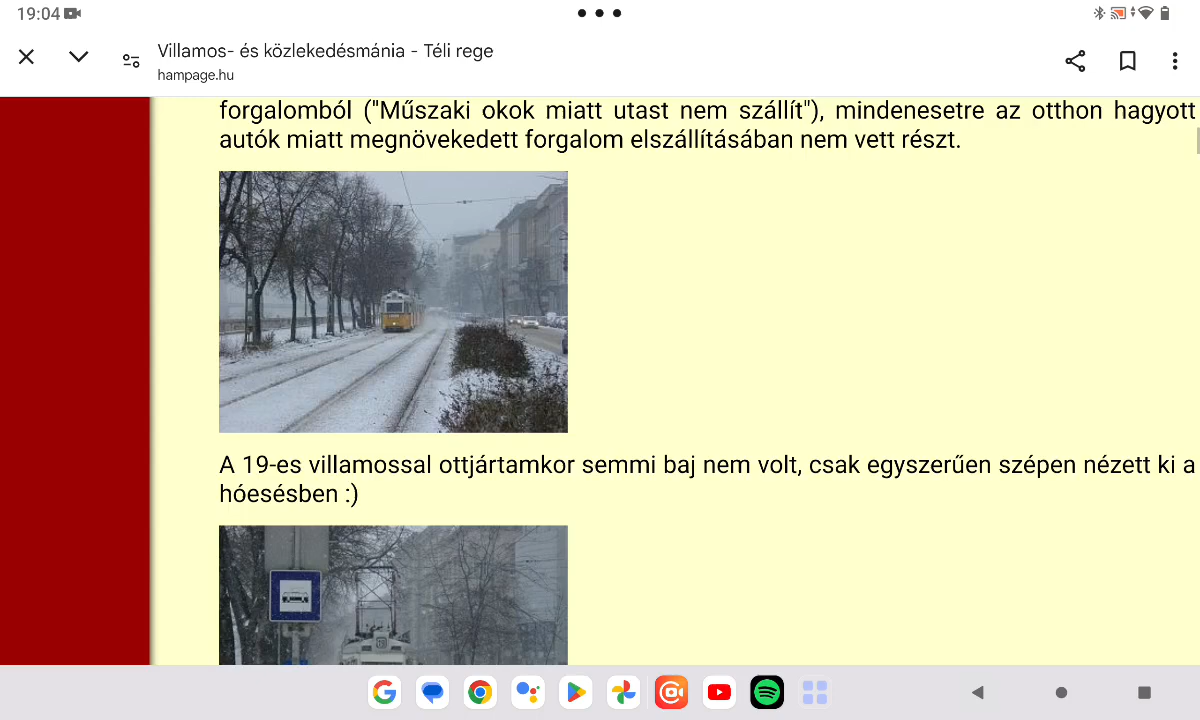 19:04
Villamos- és közlekedésmánia - Téli rege
hampage.hu
forgalomból ("Műszaki okok miatt utast nem szállít"), mindenesetre az otthon hagyott
autók miatt megnövekedett forgalom elszállításában nem vett részt.
A 19-es villamossal ottjártamkor semmi baj nem volt, csak egyszerűen szépen nézett ki a
hóesésben :)
19